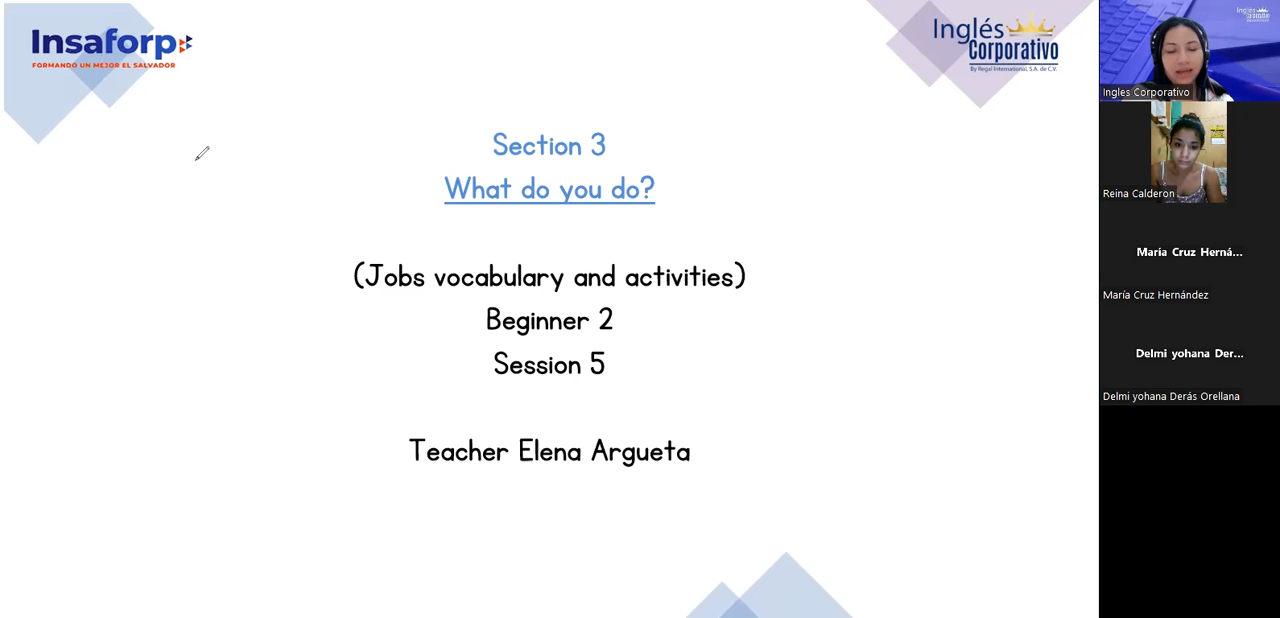 Insaforp
FORMANDO UN MEJOR EL SALVADOR
Inglés
Corporativo
By Regal International, S.A. de C.V.
Section 3
What do you do?
(Jobs vocabulary and activities)
Beginner 2
Session 5
Teacher Elena Argueta
Inglés
Ingles Corporativo
Reina Calderon
María Cruz Herná...
María Cruz Hernández
Delmi yohana Der...
Delmi yohana Derás Orellana